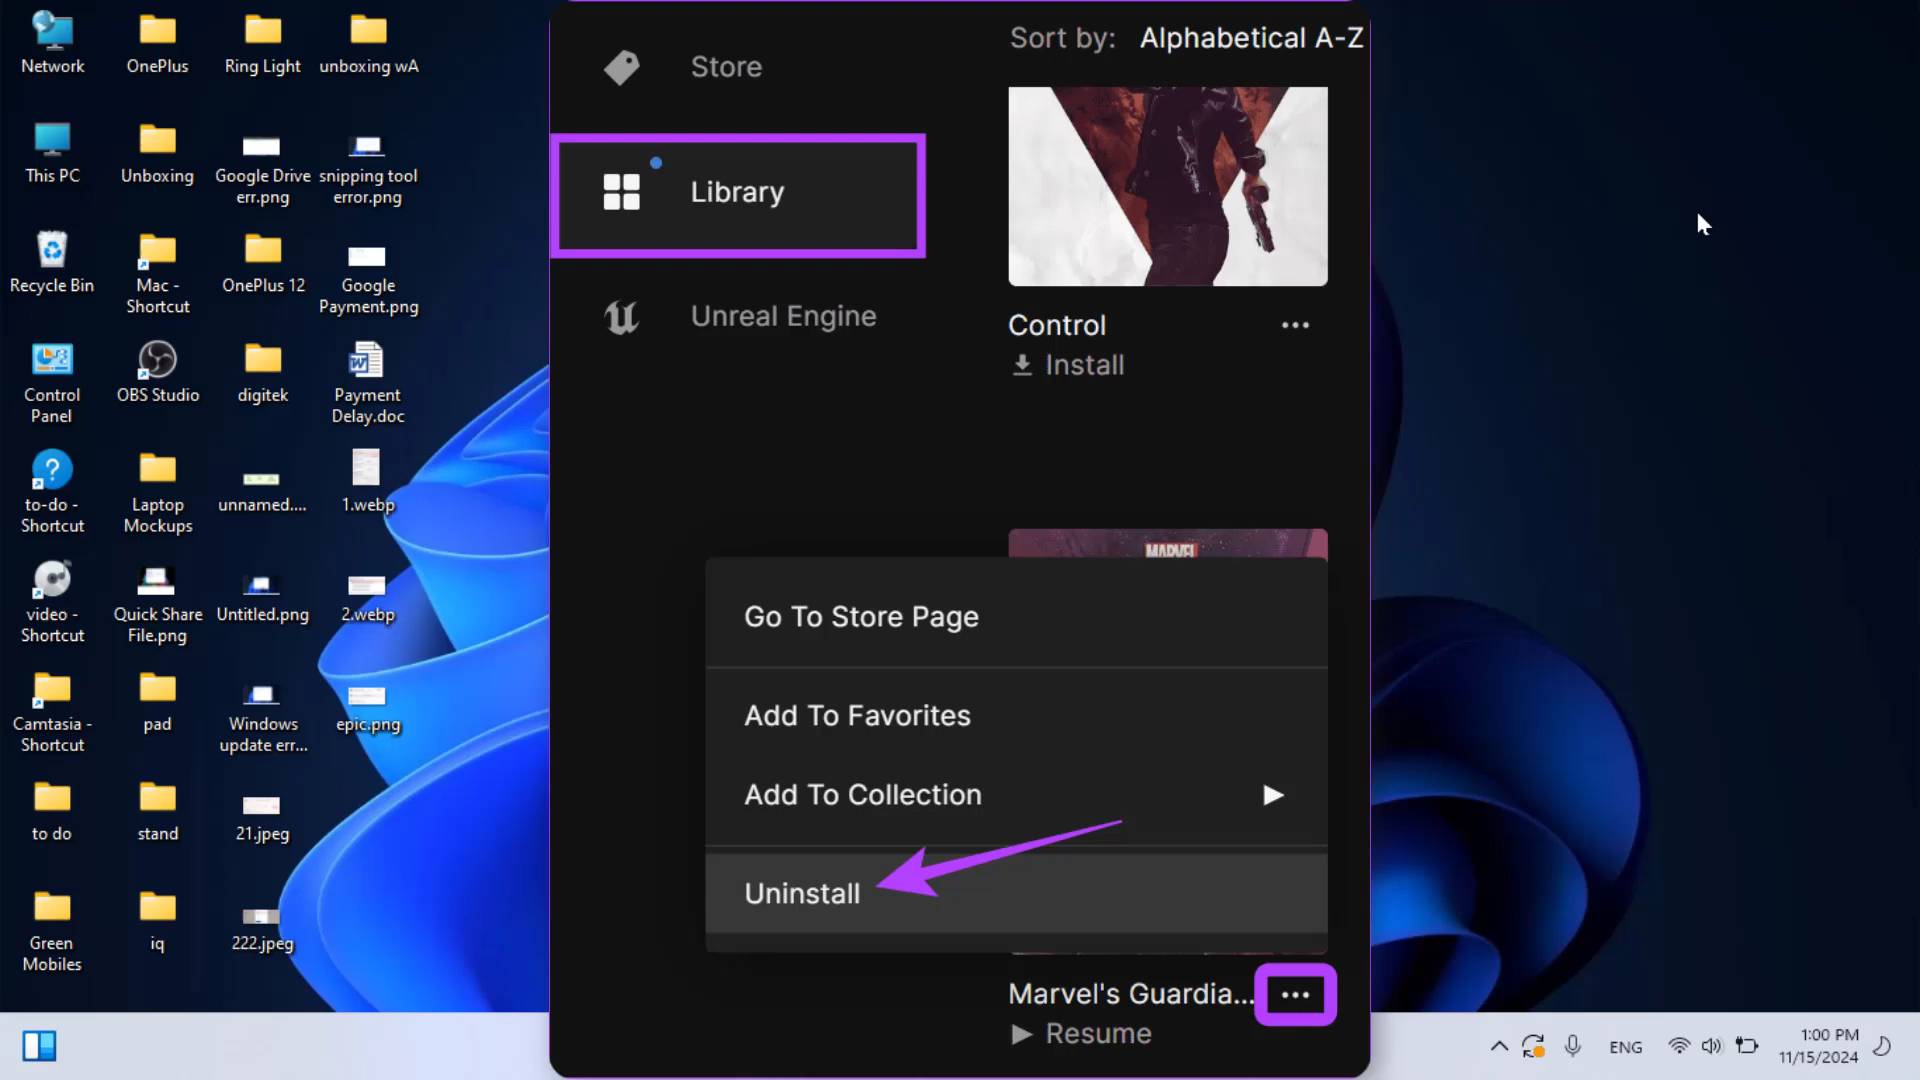 Network
OnePlus
Ring Light
unboxing wA
This PC
Unboxing
Google Drive
err.png
snipping tool
error.png
Recycle Bin
Mac -
Shortcut
OnePlus 12
Google
Payment.png
Control
Panel
OBS Studio
digitek
Payment
Delay.doc
to-do -
Shortcut
Laptop
Mockups
unnamed....
1.webp
video -
Shortcut
Quick Share
File.png
Untitled.png
2.webp
Camtasia -
Shortcut
pad
Windows
update err...
epic.png
to do
stand
21.jpeg
Green
Mobiles
iq
222.jpeg
Store
Library
Unreal Engine
Sort by: Alphabetical A-Z
Control
Install
MARVEL
Go To Store Page
Add To Favorites
Add To Collection
Uninstall
Marvel's Guardia...
Resume
ENG
1:00 PM
11/15/2024